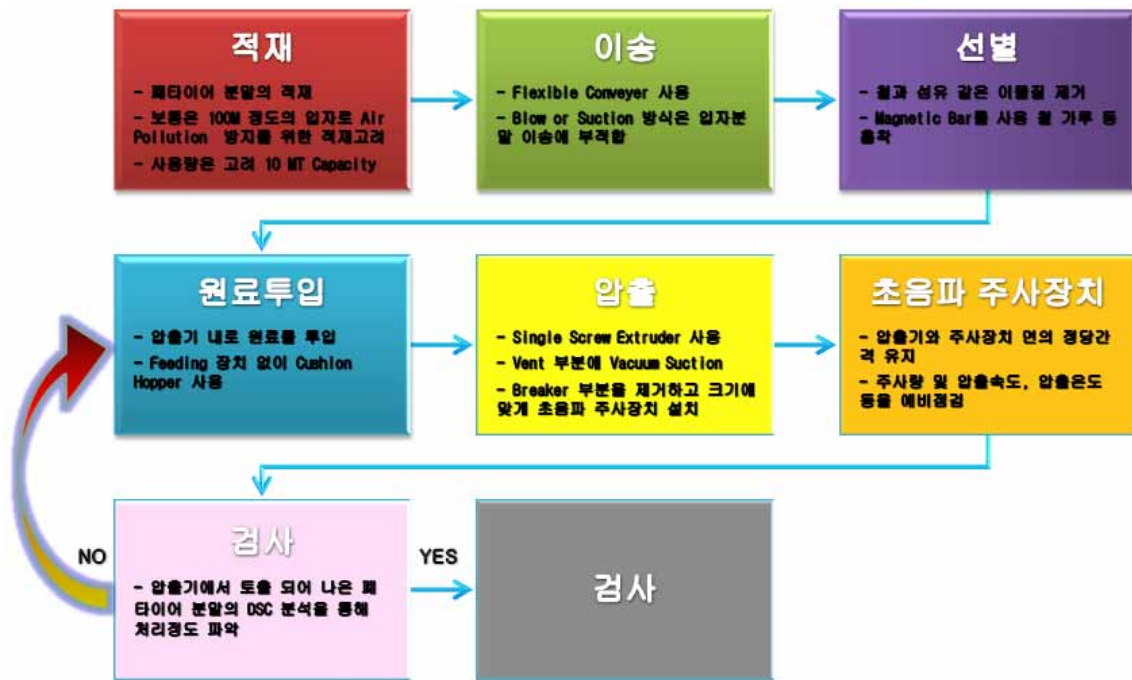 적재
- 폐타이어 분말의 적재
- 보통은 100M 정도의 입자로 Air
Pollution 방지를 위한 적재고려
- 사용량은 고려 10 MT Capacity
이송
- Flexible Conveyer 사용
- Blow or Suction 방식은 입자분
말 이송에 부적합
선별
- 철과 섬유 같은 이물질 제거
- Magnetic Bar를 사용 철 가루 등
흡착
원료투입
- 압출기 내로 원료를 투입
- Feeding 장치 없이 Cushion
Hopper 사용
압출
- Single Screw Extruder 사용
- Vent 부분에 Vacuum Suction
- Breaker 부분을 제거하고 크기에
맞게 초음파 주사장치 설치
초음파 주사장치
- 압출기와 주사장치 면의 정당간
격 유지
- 주사량 및 압출속도, 압출온도
등을 예비점검
NO
검사
- 압출기에서 토출 되어 나온 폐
타이어 분말의 DSC 분석을 통해
처리정도 파악
YES
검사